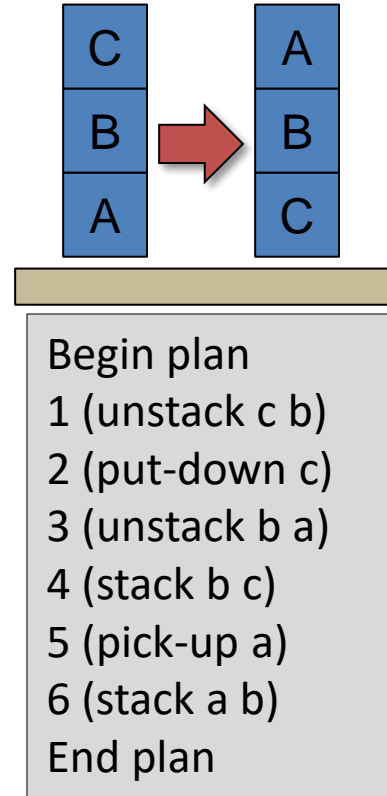 C A
B B
A C
Begin plan
1 (unstack c b)
2 (put-down c)
3 (unstack b a)
4 (stack b c)
5 (pick-up a)
6 (stack a b)
End plan